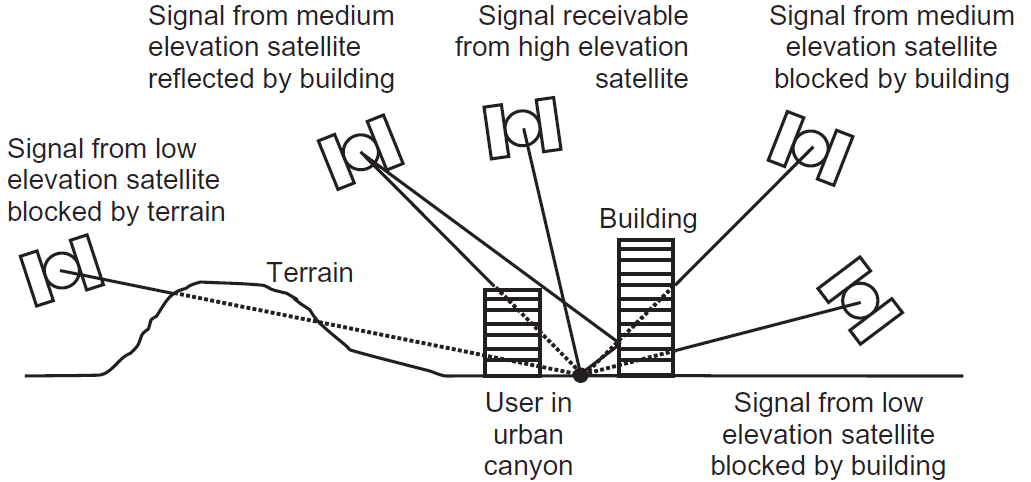 Signal from medium
elevation satellite
reflected by building
Signal receivable
from high elevation
satellite
Signal from medium
elevation satellite
blocked by building
Signal from low
elevation satellite
blocked by terrain
Building
Terrain
User in
urban
canyon
Signal from low
elevation satellite
blocked by building